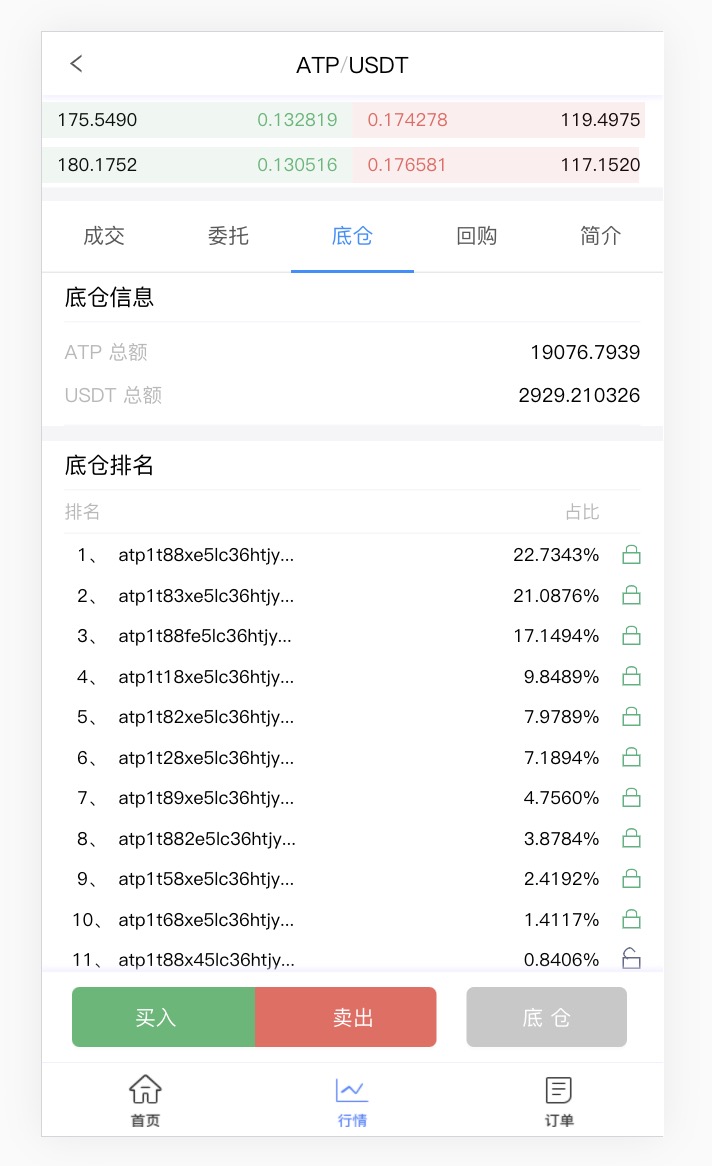 ATP/USDT
175.5490 0.132819 0.174278 119.4975
180.1752 0.130516 0.176581 117.1520
成交 委托 底仓 回购 简介
底仓信息
ATP 总额 19076.7939
USDT 总额 2929.210326
底仓排名
排名 占比
1、 atp1t88xe5lc36htjy... 22.7343%
2、 atp1t83xe5lc36htjy... 21.0876%
3、 atp1t88fe5lc36htjy... 17.1494%
4、 atp1t18xe5lc36htjy... 9.8489%
5、 atp1t82xe5lc36htjy... 7.9789%
6、 atp1t28xe5lc36htjy... 7.1894%
7、 atp1t89xe5lc36htjy... 4.7560%
8、 atp1t882e5lc36htjy... 3.8784%
9、 atp1t58xe5lc36htjy... 2.4192%
10、 atp1t68xe5lc36htjy... 1.4117%
11、 atp1t88x45lc36htjy... 0.8406%
买入 卖出 底 仓
首页 行情 订单